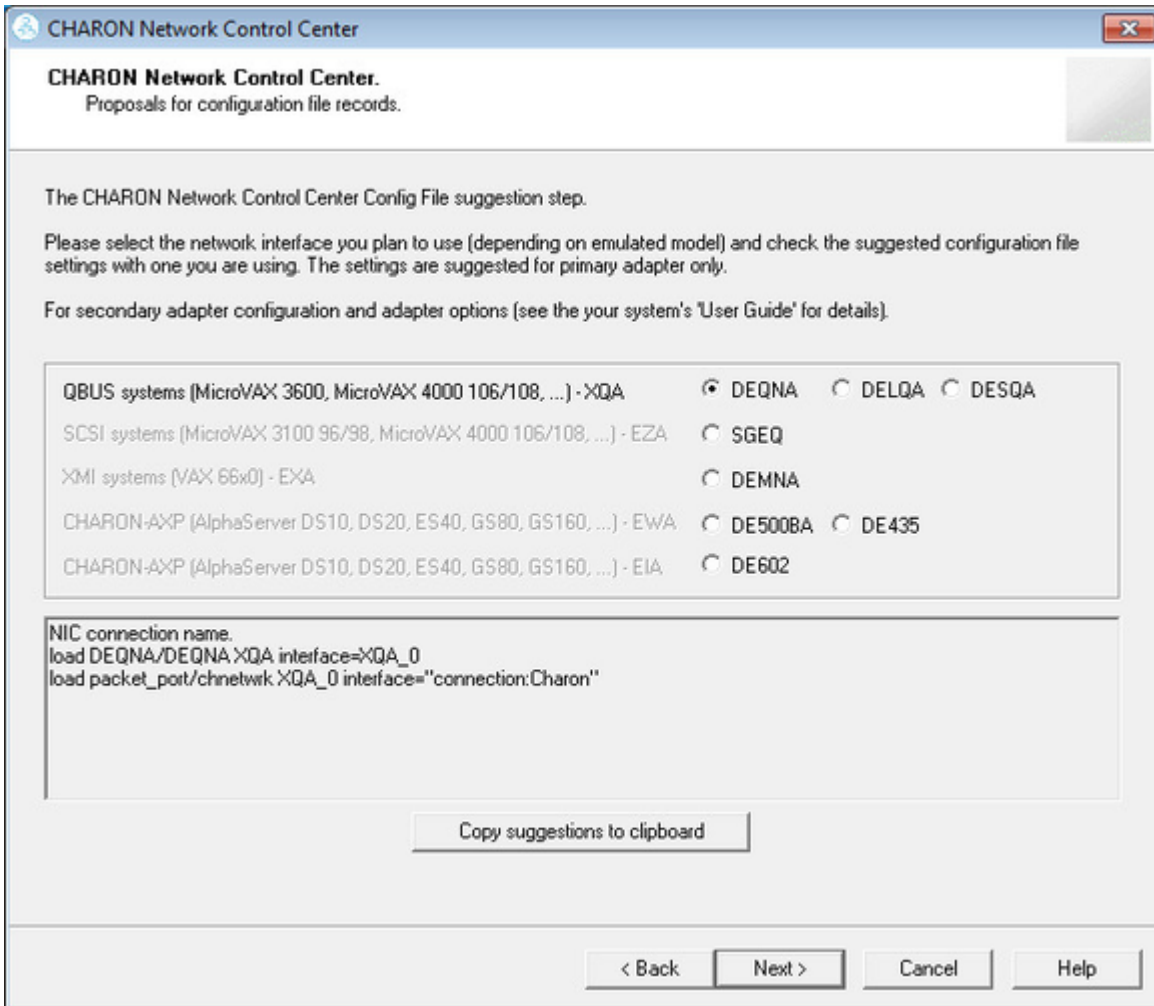 CHARON Network Control Center
CHARON Network Control Center.
Proposals for configuration file records.
The CHARON Network Control Center Config File suggestion step.
Please select the network interface you plan to use (depending on emulated model) and check the suggested configuration file
settings with one you are using. The settings are suggested for primary adapter only.
For secondary adapter configuration and adapter options (see the your system's 'User Guide' for details).
QBUS systems (MicroVAX 3600, MicroVAX 4000 106/108, ...) - XQA DEQNA DELQA DESQA
SCSI systems (MicroVAX 3100 96/98, MicroVAX 4000 106/108, ...) - EZA SGEQ
XMI systems (VAX 66x0) - EXA DEMNA
CHARON-AXP (AlphaServer DS10, DS20, ES40, GS80, GS160, ...) - EWA DE500BA DE435
CHARON-AXP (AlphaServer DS10, DS20, ES40, GS80, GS160, ...) - EIA DE602
NIC connection name.
load DEQNA/DEQNA XQA interface=XQA_0
load packet_port/chnetwrk XQA_0 interface="connection:Charon"
Copy suggestions to clipboard
< Back Next > Cancel Help